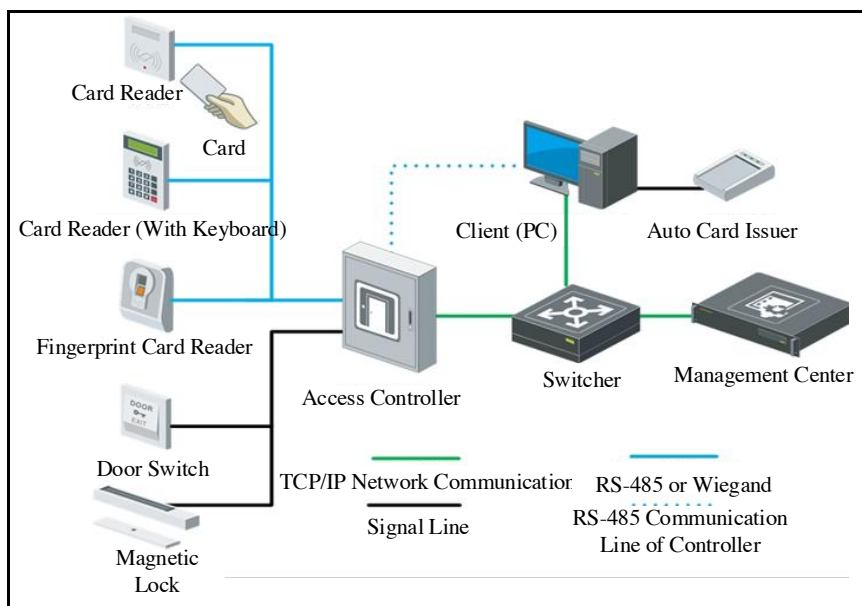 Card Reader
Card
Card Reader (With Keyboard)
Client (PC)
Auto Card Issuer
Fingerprint Card Reader
Access Controller
Switcher
Management Center
DOOR
EXIT
Door Switch
TCP/IP Network Communication
RS-485 or Wiegand
Signal Line
RS-485 Communication
Line of Controller
Magnetic
Lock